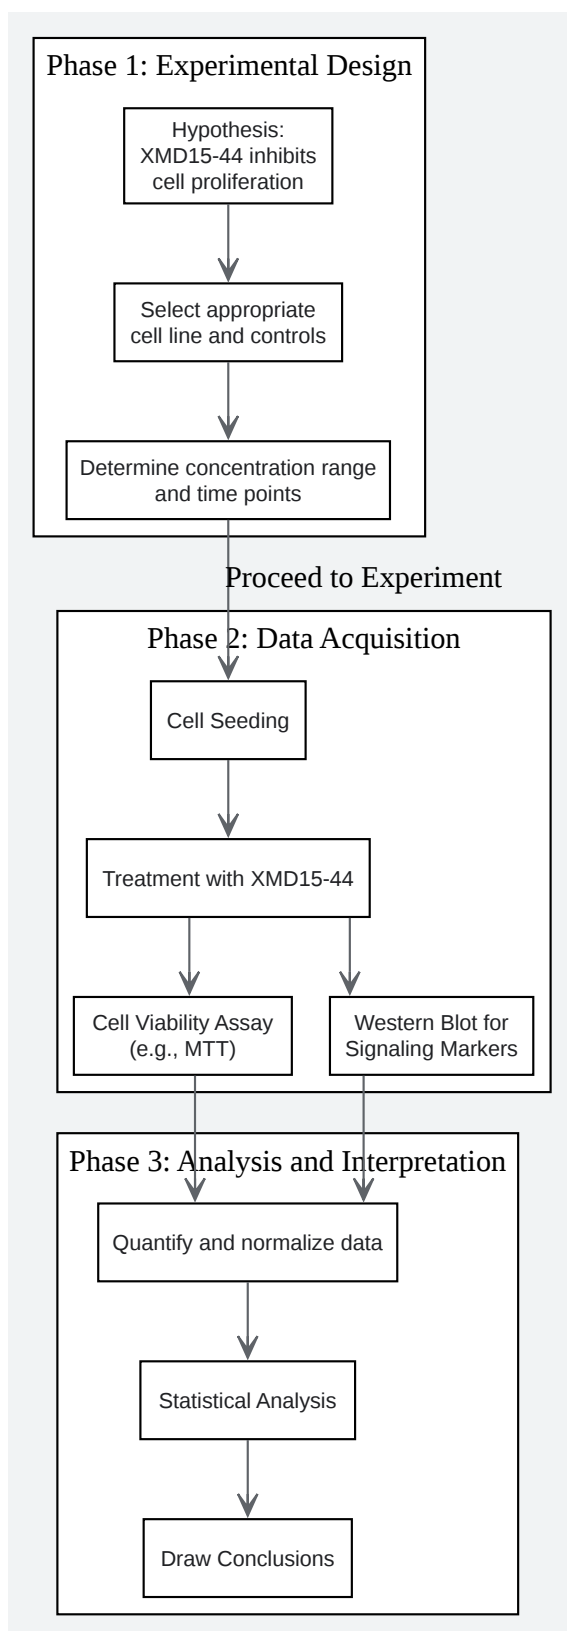 Phase 1: Experimental Design
Hypothesis:
XMD15-44 inhibits
cell proliferation
Select appropriate
cell line and controls
Determine concentration range
and time points
Proceed to Experiment
Phase 2: Data Acquisition
Cell Seeding
Treatment with XMD15-44
Cell Viability Assay
(e.g., MTT)
Western Blot for
Signaling Markers
Phase 3: Analysis and Interpretation
Quantify and normalize data
Statistical Analysis
Draw Conclusions